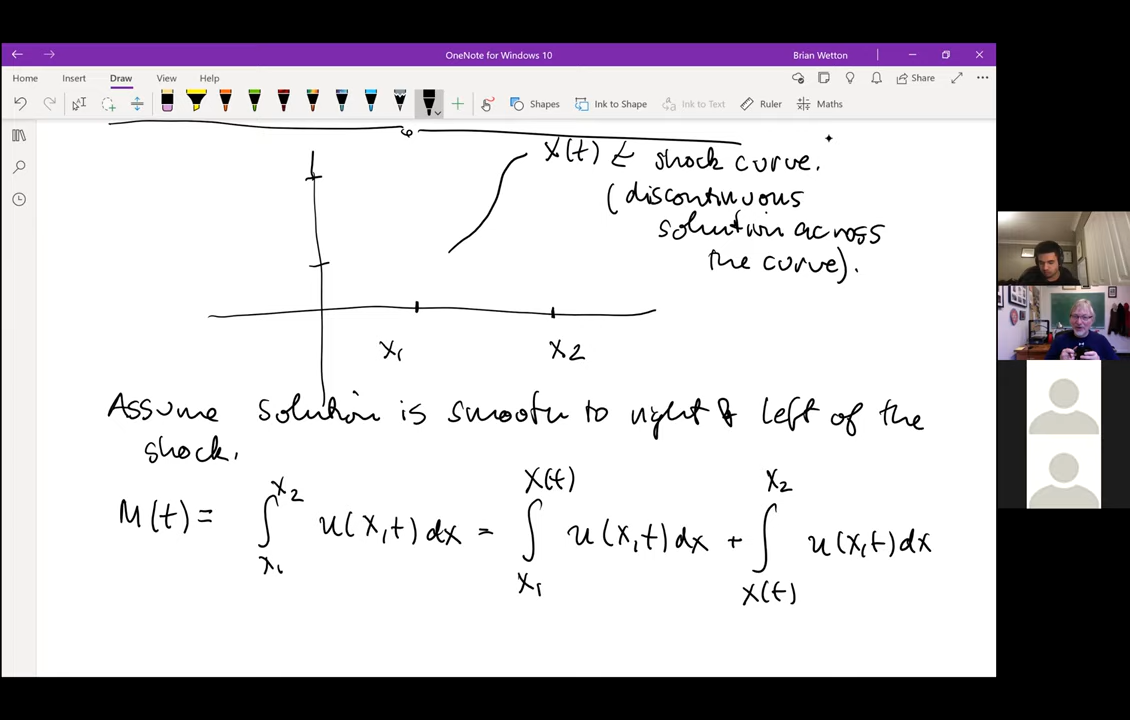 OneNote for Windows 10
Brian Wetton
Home Insert Draw View Help
Share
Shapes Ink to Shape Ink to Text Ruler Maths
X(t) ← shock curve.
(discontinuous
solution across
the curve).
x1 x2
Assume solution is smooth to right & left of the
shock.
M(t) = ∫_{x1}^{x2} u(x,t) dx = ∫_{x1}^{X(t)} u(x,t) dx + ∫_{X(t)}^{x2} u(x,t) dx